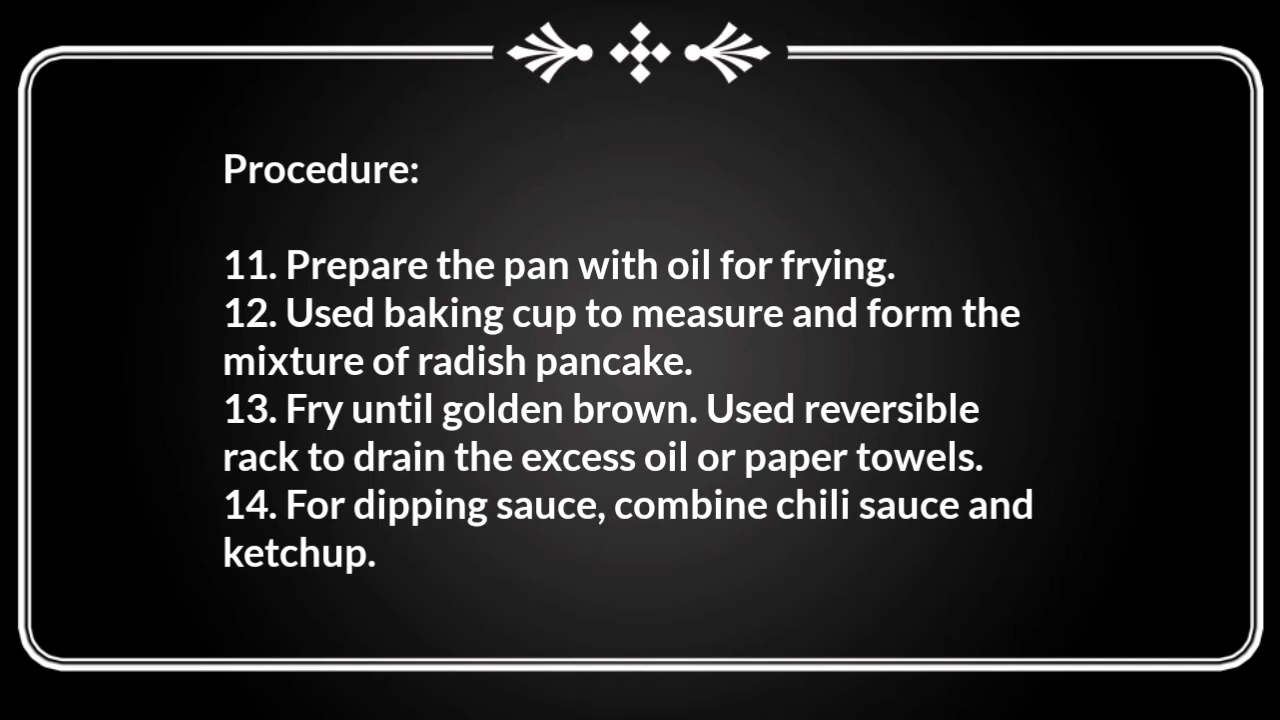 Procedure:
11. Prepare the pan with oil for frying.
12. Used baking cup to measure and form the
mixture of radish pancake.
13. Fry until golden brown. Used reversible
rack to drain the excess oil or paper towels.
14. For dipping sauce, combine chili sauce and
ketchup.